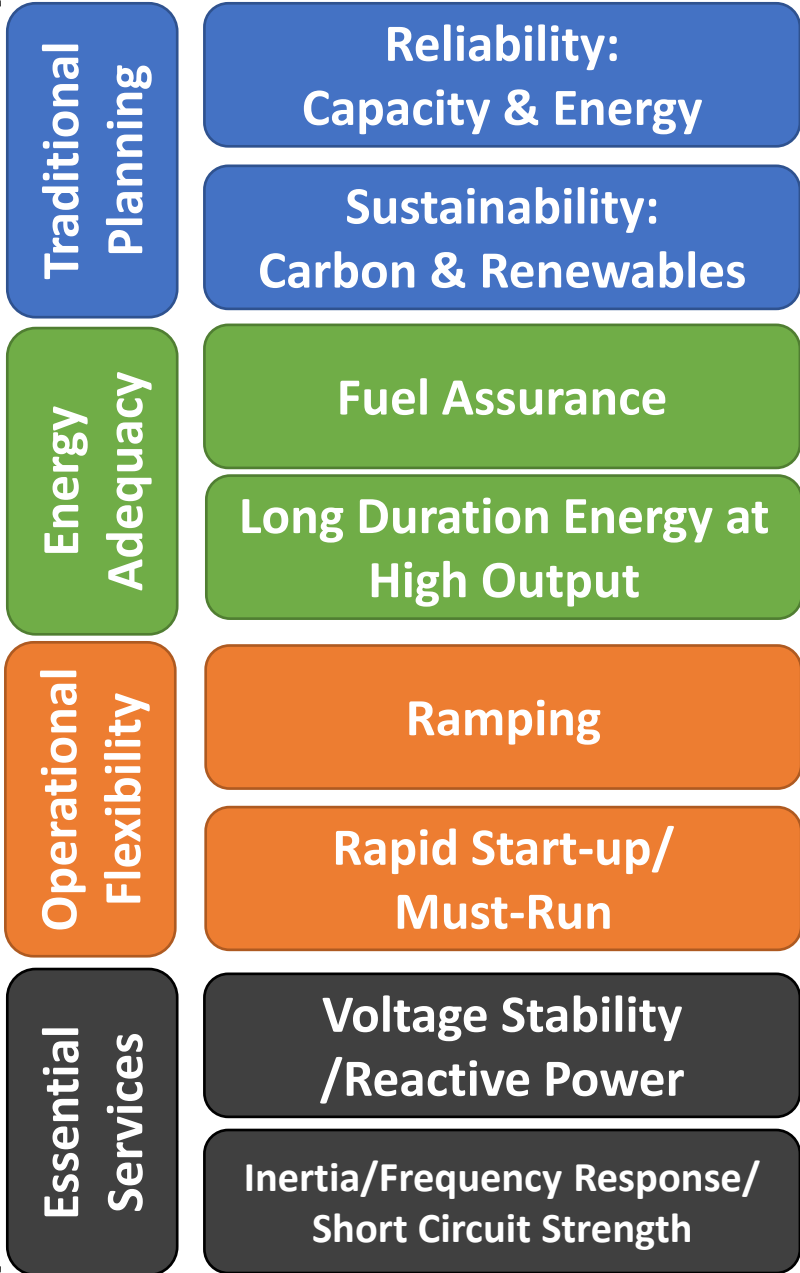 Traditional
Planning
Reliability:
Capacity & Energy
Sustainability:
Carbon & Renewables
Energy
Adequacy
Fuel Assurance
Long Duration Energy at
High Output
Operational
Flexibility
Ramping
Rapid Start-up/
Must-Run
Essential
Services
Voltage Stability
/Reactive Power
Inertia/Frequency Response/
Short Circuit Strength